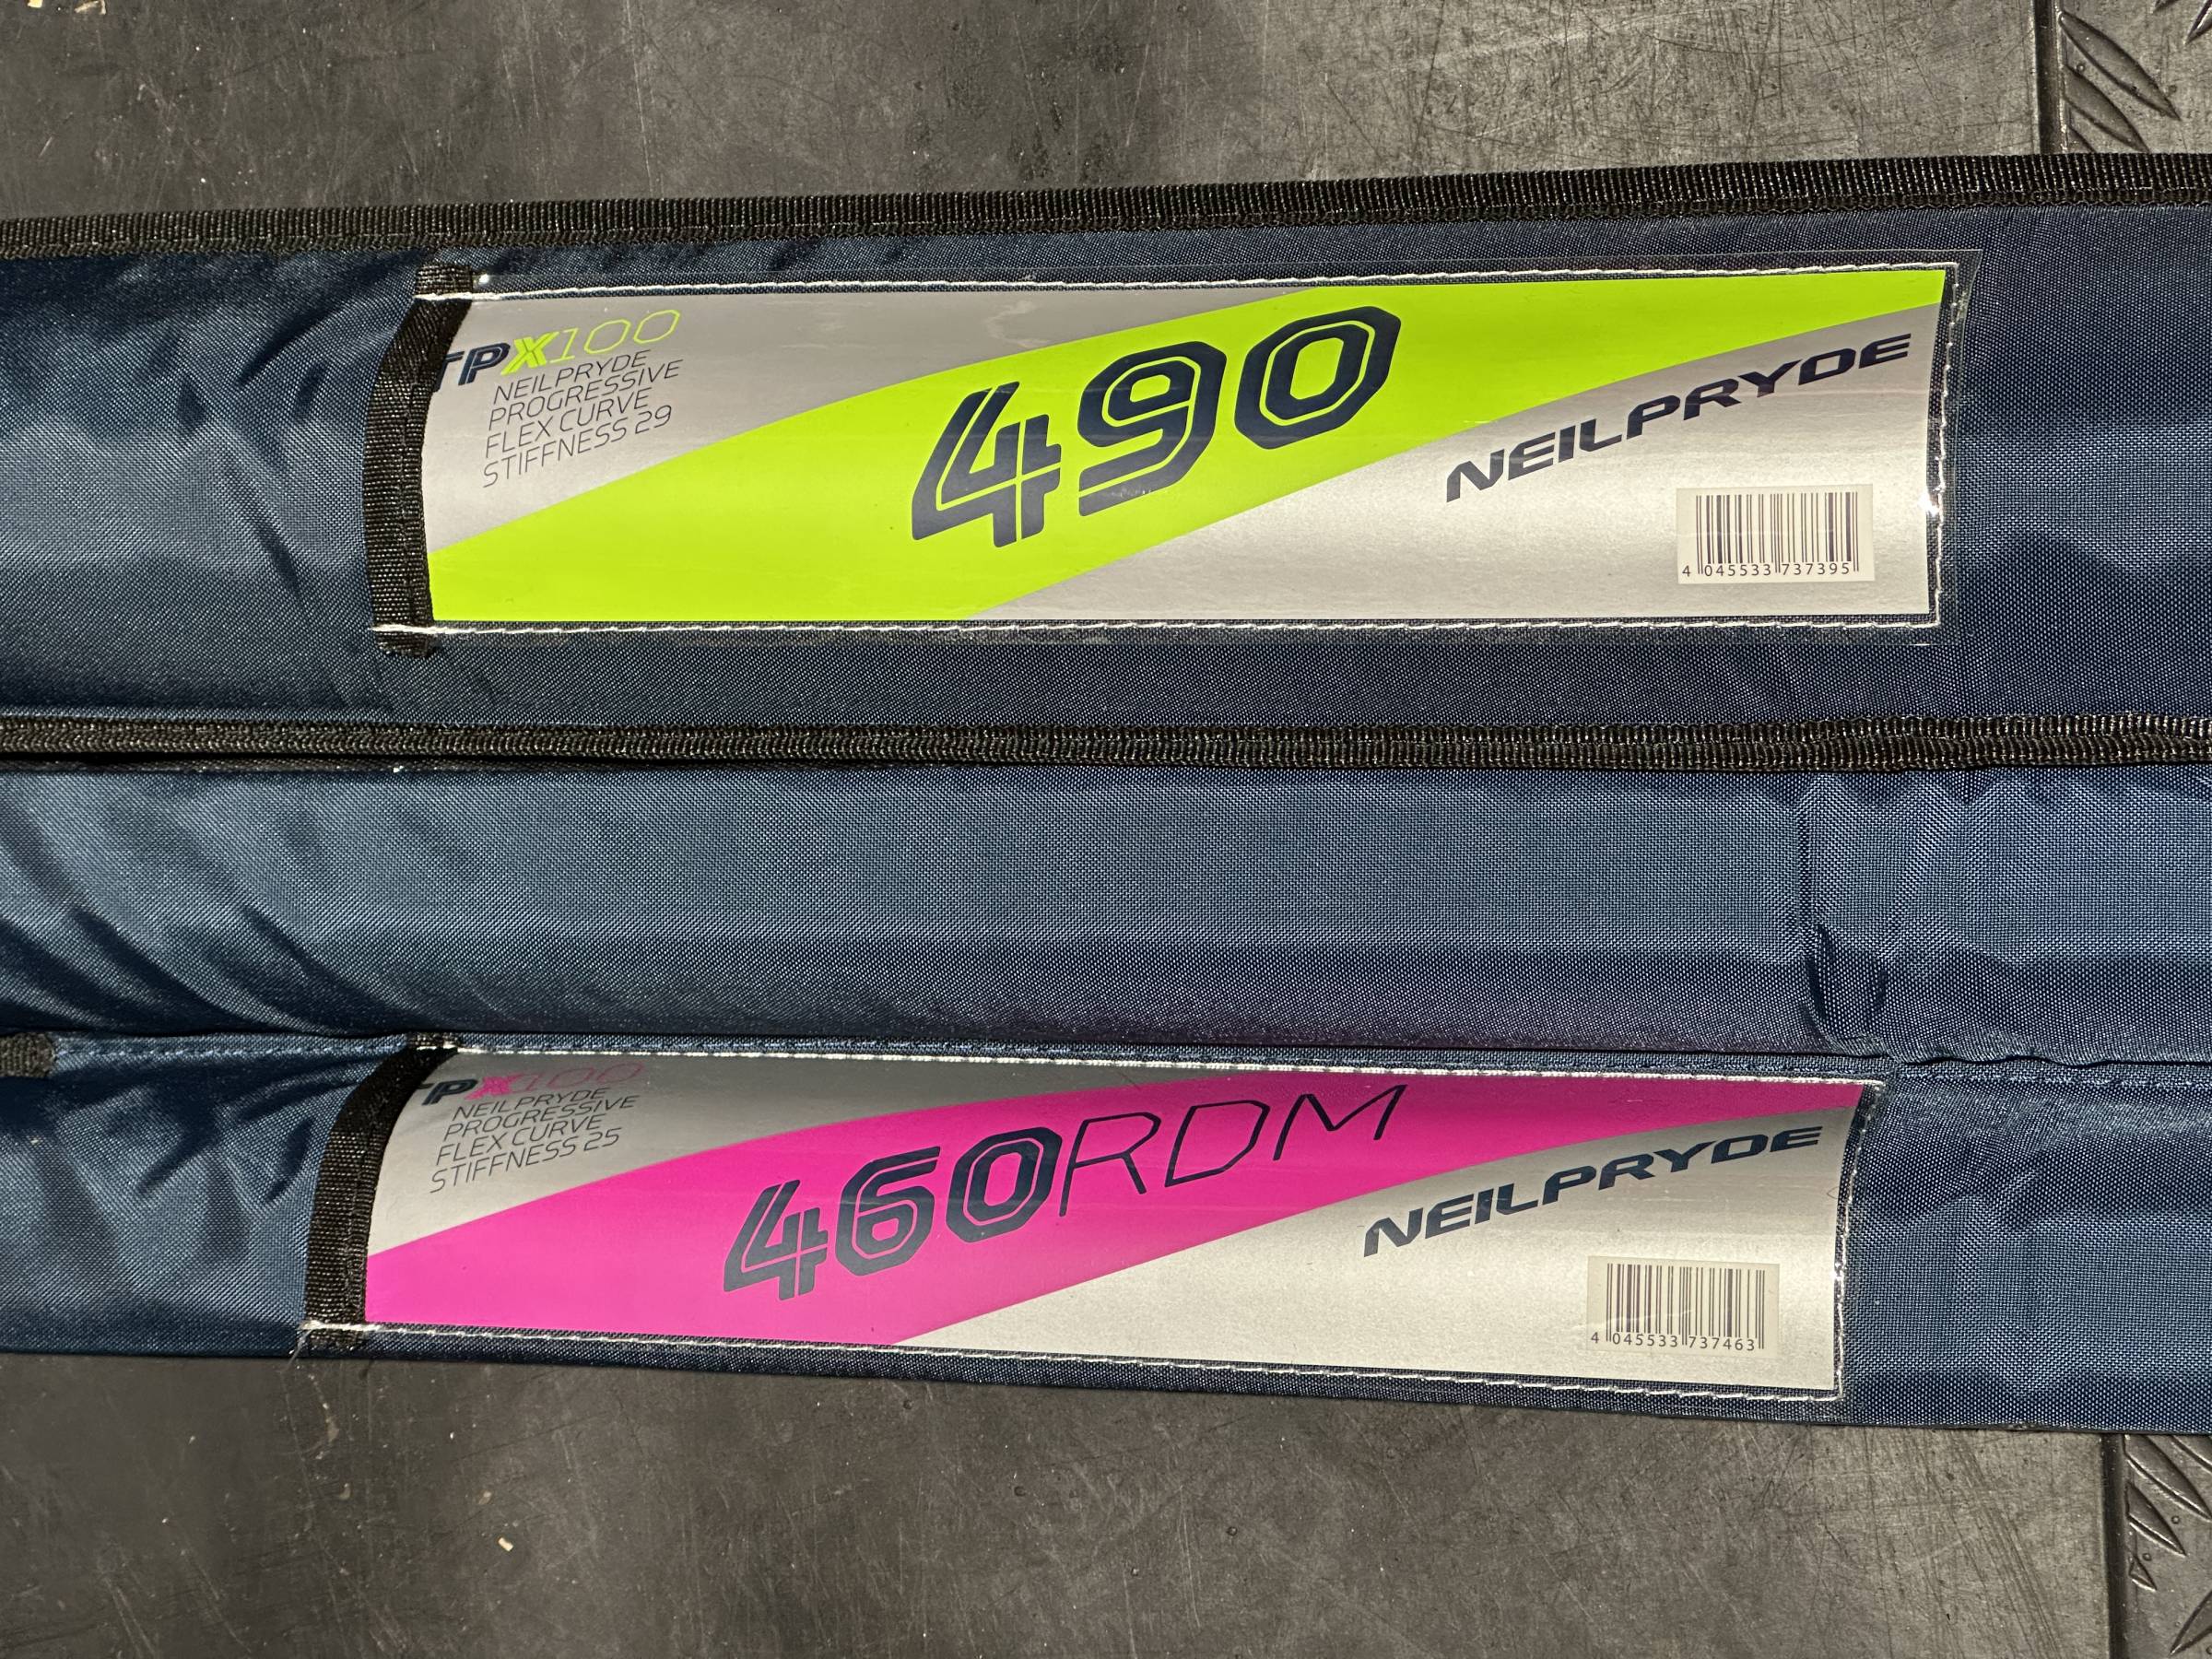 TPX100
NEILPRYDE
PROGRESSIVE
FLEX CURVE
STIFFNESS 29
490
NEILPRYDE
4 045533 737395
TPX100
NEILPRYDE
PROGRESSIVE
FLEX CURVE
STIFFNESS 25
460RDM
NEILPRYDE
4 045533 737463